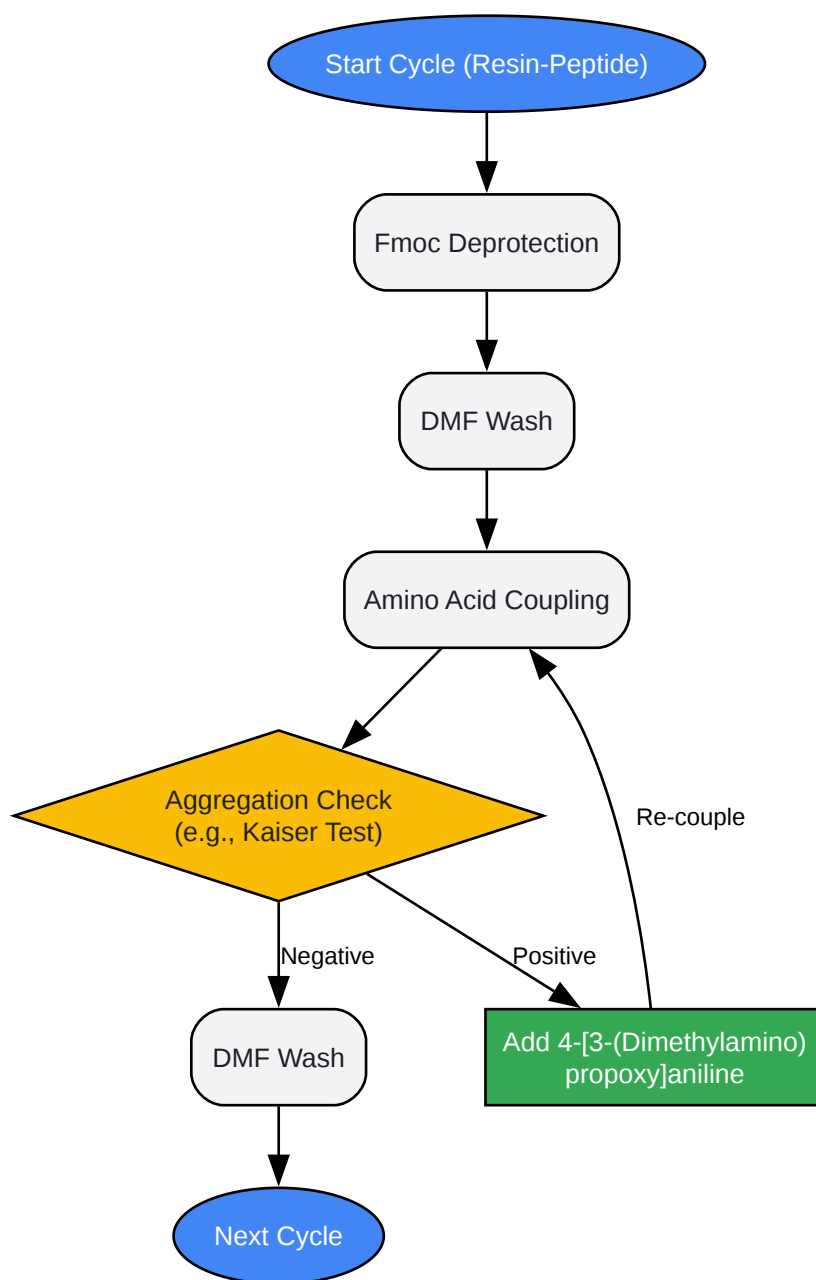 Start Cycle (Resin-Peptide)
Fmoc Deprotection
DMF Wash
Amino Acid Coupling
Aggregation Check
(e.g., Kaiser Test)
Re-couple
Negative
Positive
DMF Wash
Add 4-[3-(Dimethylamino)
propoxy]aniline
Next Cycle